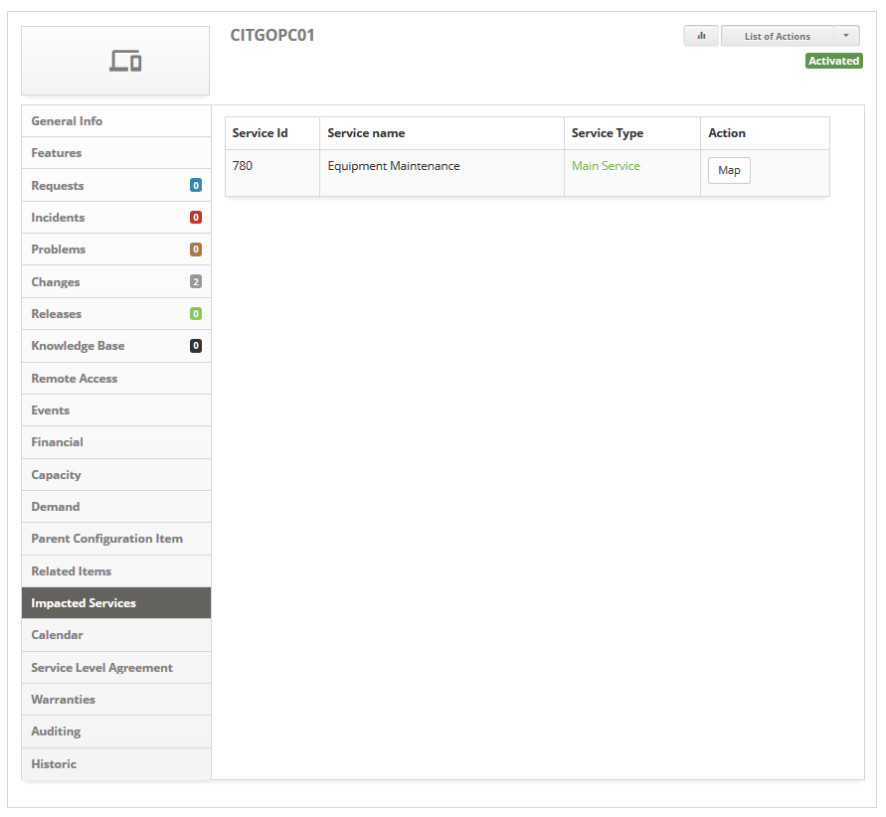 CITGOPC01
List of Actions
Activated
General Info
Features
Requests 0
Incidents 0
Problems 0
Changes 2
Releases 0
Knowledge Base 0
Remote Access
Events
Financial
Capacity
Demand
Parent Configuration Item
Related Items
Impacted Services
Calendar
Service Level Agreement
Warranties
Auditing
Historic
Service Id Service name Service Type Action
780 Equipment Maintenance Main Service Map